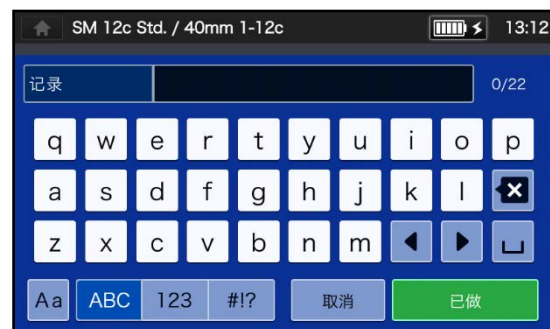 SM 12c Std. / 40mm 1-12c 13:12
记录 0/22
q w e r t y u i o p
a s d f g h j k l
z x c v b n m
Aa ABC 123 #!? 取消 已做